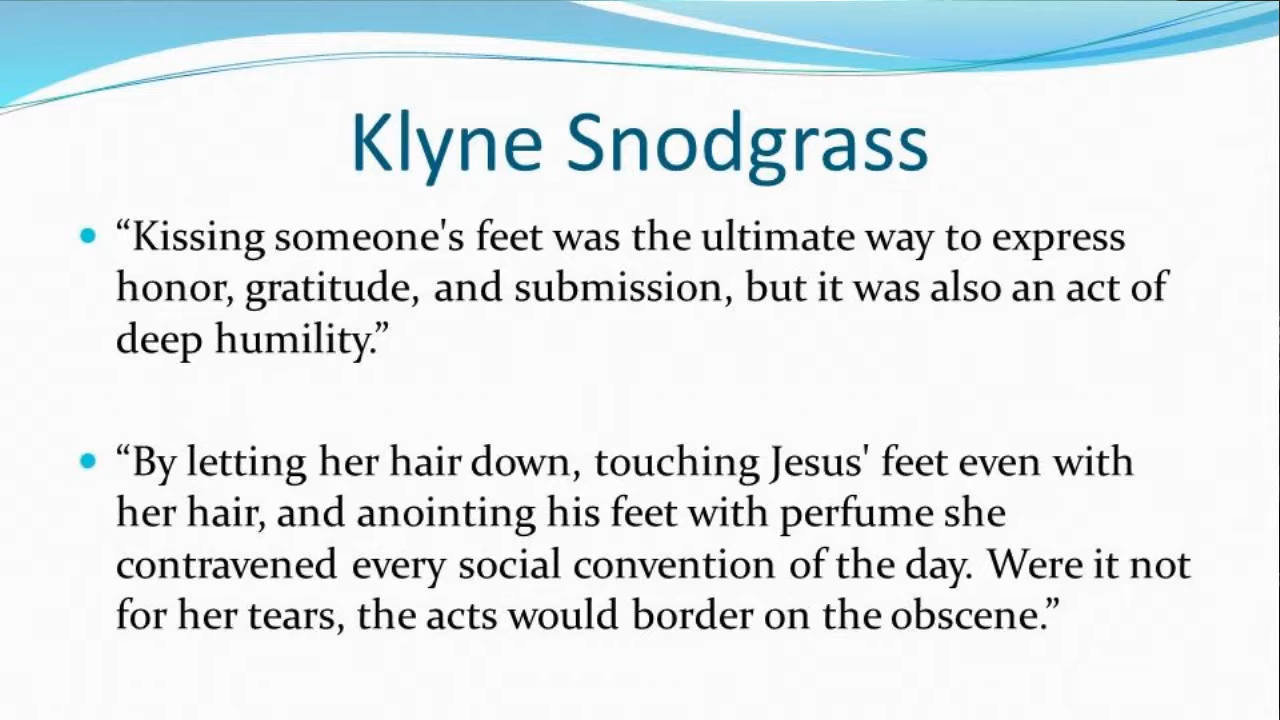 Klyne Snodgrass
• “Kissing someone's feet was the ultimate way to express
honor, gratitude, and submission, but it was also an act of
deep humility.”
• “By letting her hair down, touching Jesus' feet even with
her hair, and anointing his feet with perfume she
contravened every social convention of the day. Were it not
for her tears, the acts would border on the obscene.”